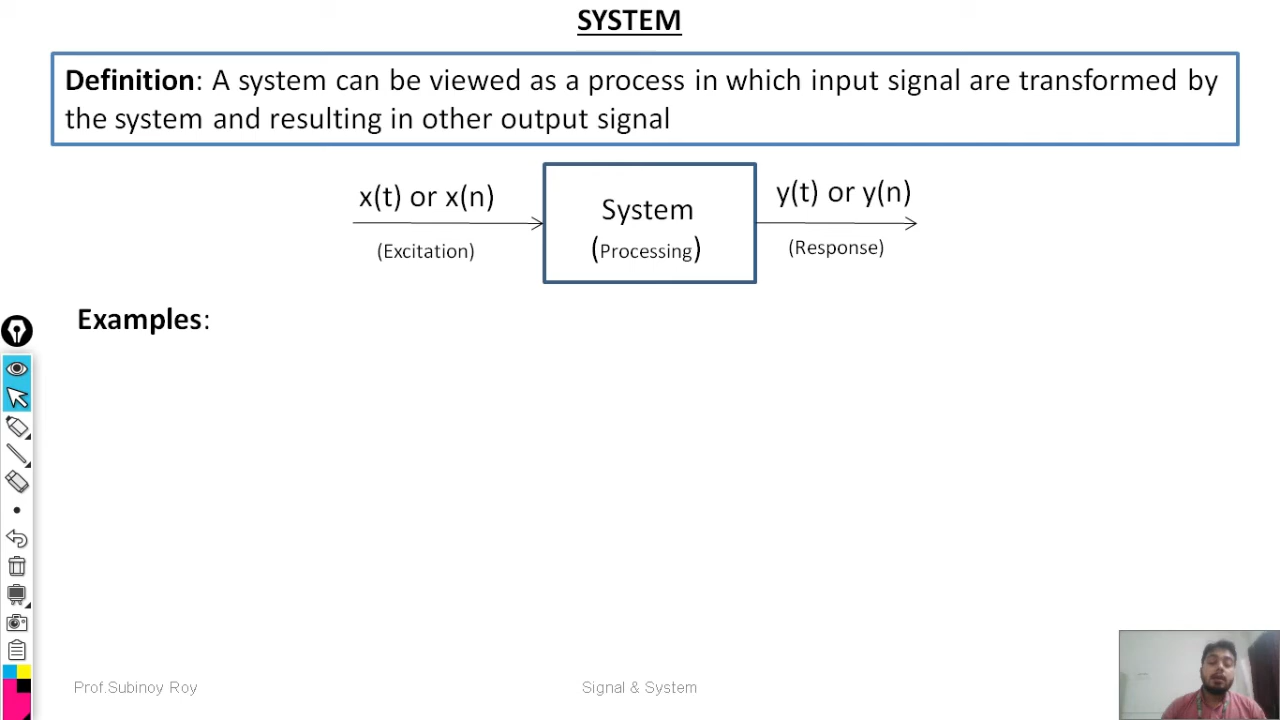 SYSTEM
Definition: A system can be viewed as a process in which input signal are transformed by
the system and resulting in other output signal
x(t) or x(n)
(Excitation)
System
(Processing)
y(t) or y(n)
(Response)
Examples:
Prof.Subinoy Roy
Signal & System